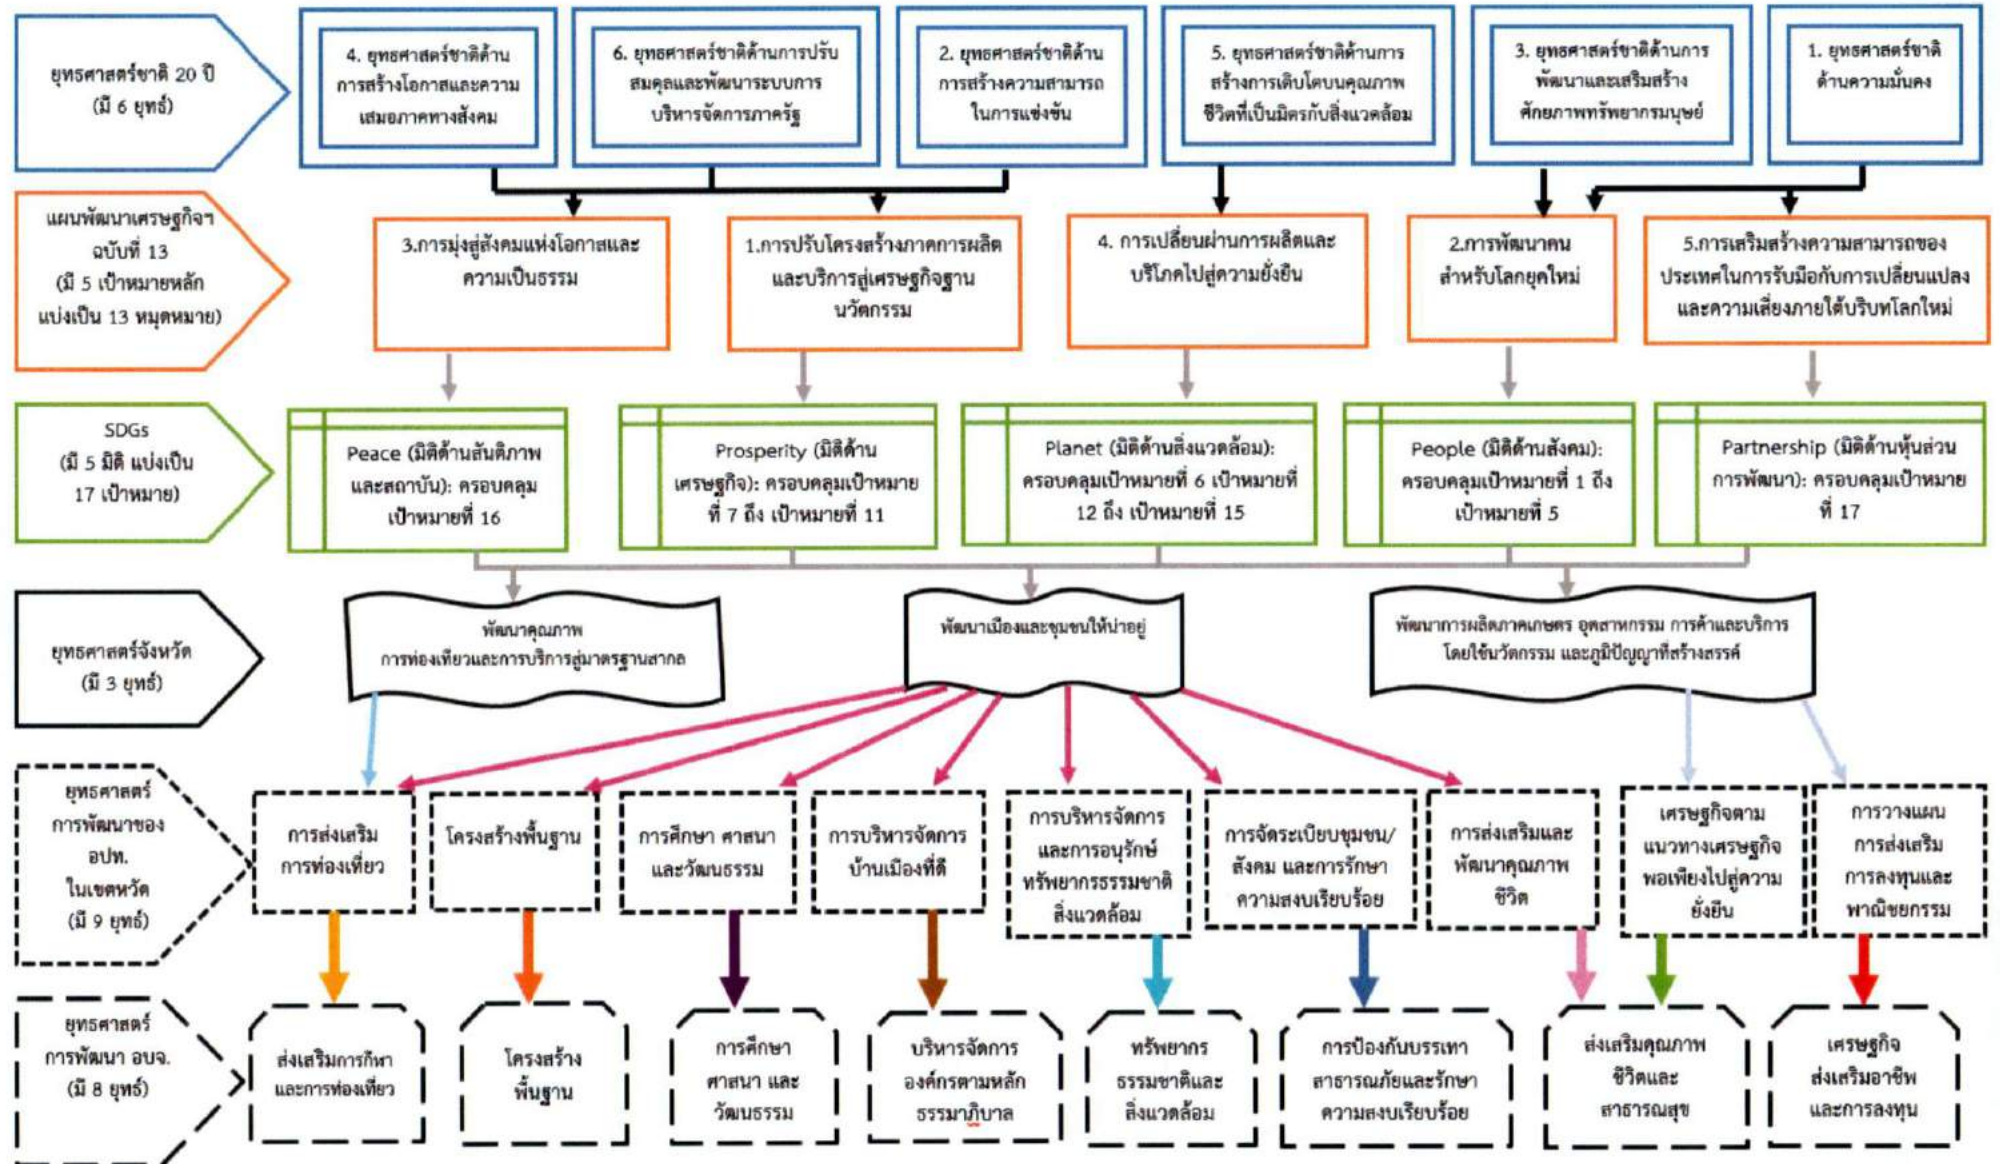 ยุทธศาสตร์ชาติ 20 ปี
(มี 6 ยุทธ์)
4. ยุทธศาสตร์ชาติด้าน
การสร้างโอกาสและความ
เสมอภาคทางสังคม
6. ยุทธศาสตร์ชาติด้านการปรับ
สมดุลและพัฒนาระบบการ
บริหารจัดการภาครัฐ
2. ยุทธศาสตร์ชาติด้าน
การสร้างความสามารถ
ในการแข่งขัน
5. ยุทธศาสตร์ชาติด้านการ
สร้างการเติบโตบนคุณภาพ
ชีวิตที่เป็นมิตรกับสิ่งแวดล้อม
3. ยุทธศาสตร์ชาติด้านการ
พัฒนาและเสริมสร้าง
ศักยภาพทรัพยากรมนุษย์
1. ยุทธศาสตร์ชาติ
ด้านความมั่นคง
แผนพัฒนาเศรษฐกิจฯ
ฉบับที่ 13
(มี 5 เป้าหมายหลัก
แบ่งเป็น 13 หมุดหมาย)
3.การมุ่งสู่สังคมแห่งโอกาสและ
ความเป็นธรรม
1.การปรับโครงสร้างภาคการผลิต
และบริการสู่เศรษฐกิจฐาน
นวัตกรรม
4. การเปลี่ยนผ่านการผลิตและ
บริโภคไปสู่ความยั่งยืน
2.การพัฒนาคน
สำหรับโลกยุคใหม่
5.การเสริมสร้างความสามารถของ
ประเทศในการรับมือกับการเปลี่ยนแปลง
และความเสี่ยงภายใต้บริบทโลกใหม่
SDGs
(มี 5 มิติ แบ่งเป็น
17 เป้าหมาย)
Peace (มิติด้านสันติภาพ
และสถาบัน): ครอบคลุม
เป้าหมายที่ 16
Prosperity (มิติด้าน
เศรษฐกิจ): ครอบคลุมเป้าหมาย
ที่ 7 ถึง เป้าหมายที่ 11
Planet (มิติด้านสิ่งแวดล้อม):
ครอบคลุมเป้าหมายที่ 6 เป้าหมายที่
12 ถึง เป้าหมายที่ 15
People (มิติด้านสังคม):
ครอบคลุมเป้าหมายที่ 1 ถึง
เป้าหมายที่ 5
Partnership (มิติด้านหุ้นส่วน
การพัฒนา): ครอบคลุมเป้าหมาย
ที่ 17
ยุทธศาสตร์จังหวัด
(มี 3 ยุทธ์)
พัฒนาคุณภาพ
การท่องเที่ยวและการบริการสู่มาตรฐานสากล
พัฒนาเมืองและชุมชนให้น่าอยู่
พัฒนาการผลิตภาคเกษตร อุตสาหกรรม การค้าและบริการ
โดยใช้นวัตกรรม และภูมิปัญญาที่สร้างสรรค์
ยุทธศาสตร์
การพัฒนาของ
อปท.
ในเขตหวัด
(มี 9 ยุทธ์)
การส่งเสริม
การท่องเที่ยว
โครงสร้างพื้นฐาน
การศึกษา ศาสนา
และวัฒนธรรม
การบริหารจัดการ
บ้านเมืองที่ดี
การบริหารจัดการ
และการอนุรักษ์
ทรัพยากรธรรมชาติ
สิ่งแวดล้อม
การจัดระเบียบชุมชน/
สังคม และการรักษา
ความสงบเรียบร้อย
การส่งเสริมและ
พัฒนาคุณภาพ
ชีวิต
เศรษฐกิจตาม
แนวทางเศรษฐกิจ
พอเพียงไปสู่ความ
ยั่งยืน
การวางแผน
การส่งเสริม
การลงทุนและ
พาณิชยกรรม
ยุทธศาสตร์
การพัฒนา อบจ.
(มี 8 ยุทธ์)
ส่งเสริมการกีฬา
และการท่องเที่ยว
โครงสร้าง
พื้นฐาน
การศึกษา
ศาสนา และ
วัฒนธรรม
บริหารจัดการ
องค์กรตามหลัก
ธรรมาภิบาล
ทรัพยากร
ธรรมชาติและ
สิ่งแวดล้อม
การป้องกันบรรเทา
สาธารณภัยและรักษา
ความสงบเรียบร้อย
ส่งเสริมคุณภาพ
ชีวิตและ
สาธารณสุข
เศรษฐกิจ
ส่งเสริมอาชีพ
และการลงทุน